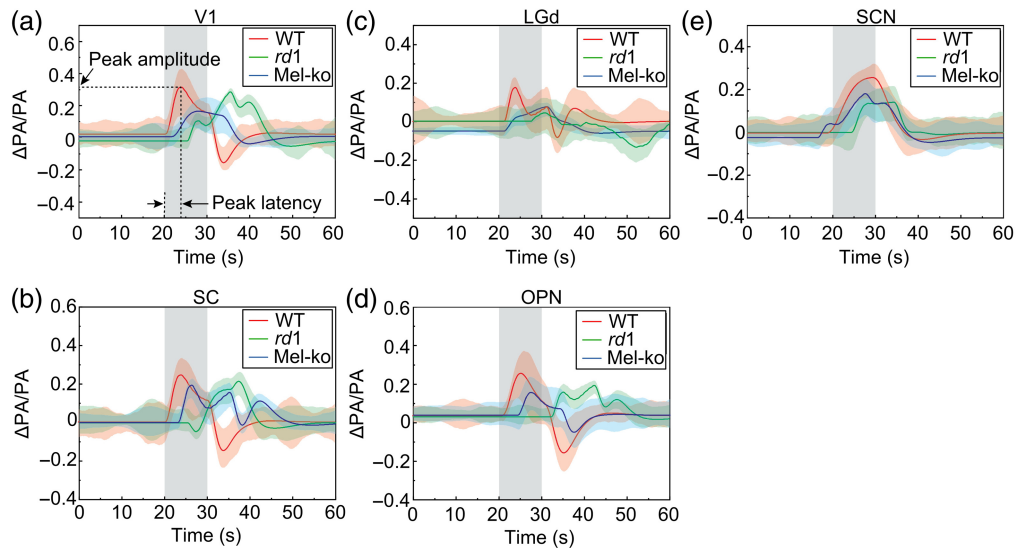 (a)
V1
0.6
0.4
0.2
0
−0.2
−0.4
ΔPA/PA
Peak amplitude
Peak latency
WT
rd1
Mel-ko
0 10 20 30 40 50 60
Time (s)
(c)
LGd
0.4
0.2
0
−0.2
−0.4
ΔPA/PA
WT
rd1
Mel-ko
0 10 20 30 40 50 60
Time (s)
(e)
SCN
0.4
0.2
0
−0.2
−0.4
ΔPA/PA
WT
rd1
Mel-ko
0 10 20 30 40 50 60
Time (s)
(b)
SC
0.6
0.4
0.2
0
−0.2
−0.4
ΔPA/PA
WT
rd1
Mel-ko
0 10 20 30 40 50 60
Time (s)
(d)
OPN
0.6
0.4
0.2
0
−0.2
−0.4
ΔPA/PA
WT
rd1
Mel-ko
0 10 20 30 40 50 60
Time (s)